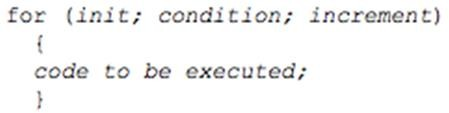 for (init; condition; increment)
{
code to be executed;
}